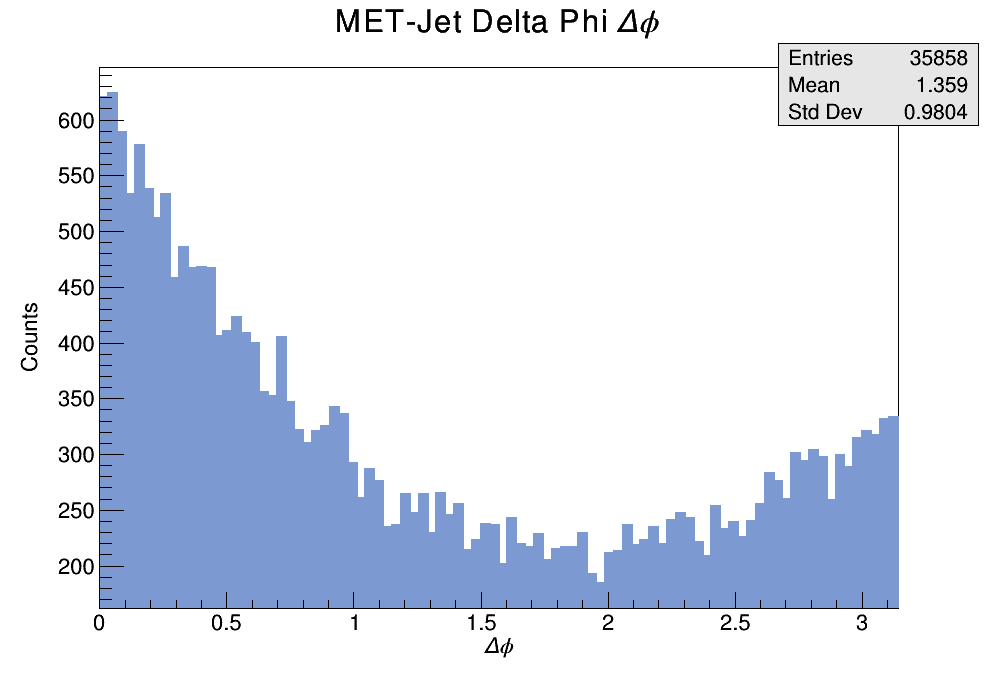 MET-Jet Delta Phi Δϕ
Entries 35858
Mean 1.359
Std Dev 0.9804
600
550
500
450
400
350
300
250
200
Counts
0 0.5 1 1.5 2 2.5 3
Δϕ